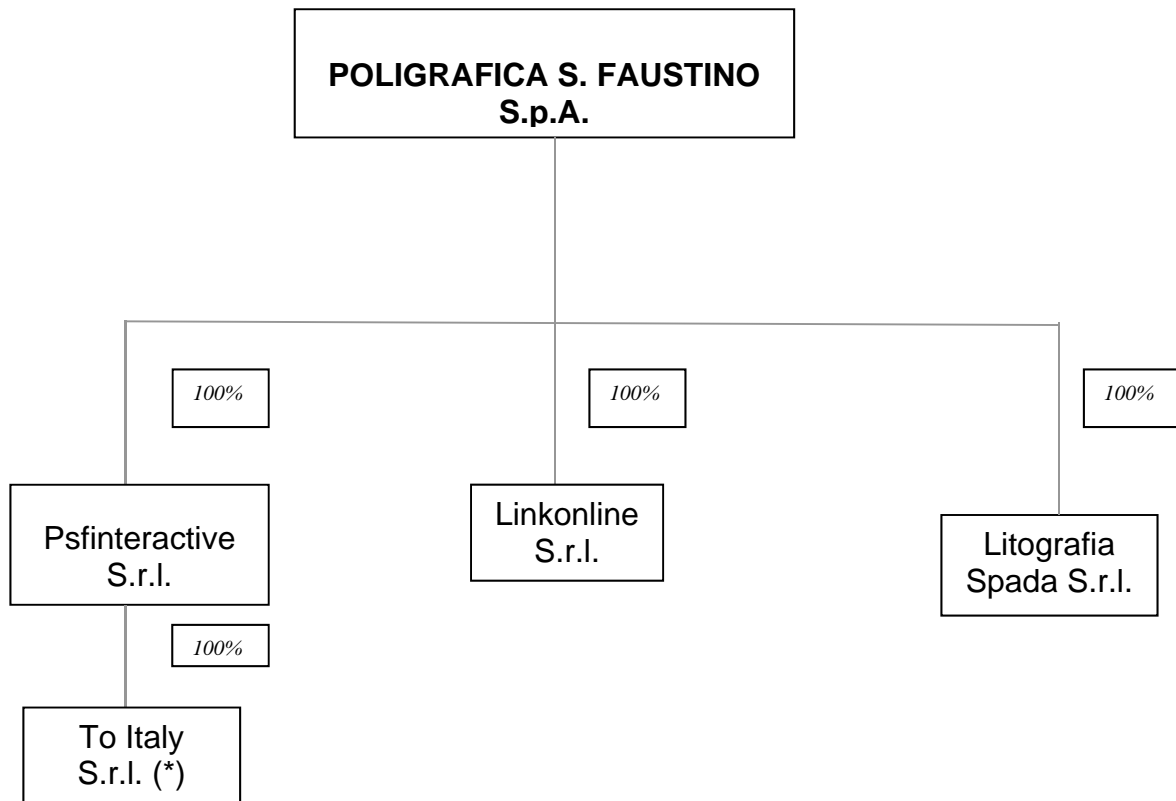 POLIGRAFICA S. FAUSTINO
S.p.A.
100%
100%
100%
Psfinteractive
S.r.l.
Linkonline
S.r.l.
Litografia
Spada S.r.l.
100%
To Italy
S.r.l. (*)